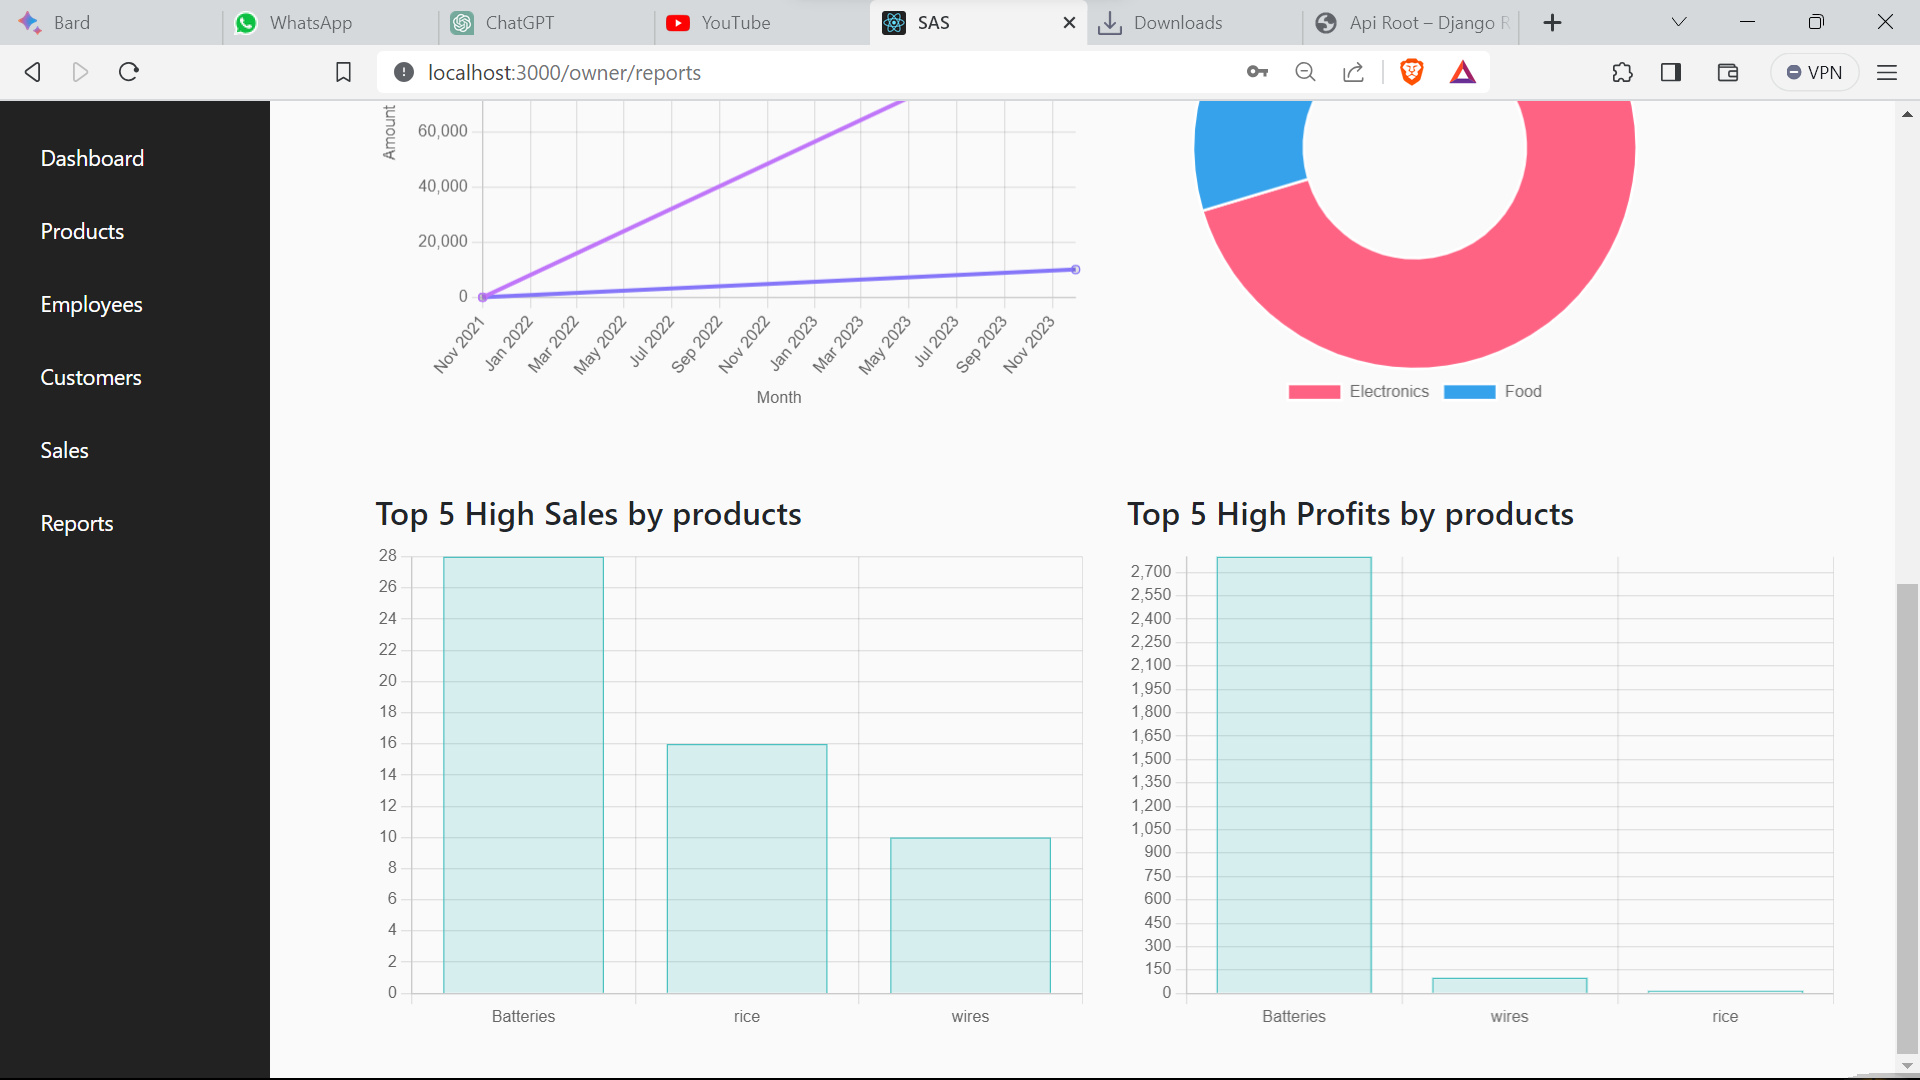 Bard
WhatsApp
ChatGPT
YouTube
SAS
Downloads
Api Root – Django R
localhost:3000/owner/reports
VPN
Dashboard
Products
Employees
Customers
Sales
Reports
Amount
60,000
40,000
20,000
0
Nov 2021
Jan 2022
Mar 2022
May 2022
Jul 2022
Sep 2022
Nov 2022
Jan 2023
Mar 2023
May 2023
Jul 2023
Sep 2023
Nov 2023
Month
Electronics
Food
Top 5 High Sales by products
28
26
24
22
20
18
16
14
12
10
8
6
4
2
0
Batteries
rice
wires
Top 5 High Profits by products
2,700
2,550
2,400
2,250
2,100
1,950
1,800
1,650
1,500
1,350
1,200
1,050
900
750
600
450
300
150
0
Batteries
wires
rice